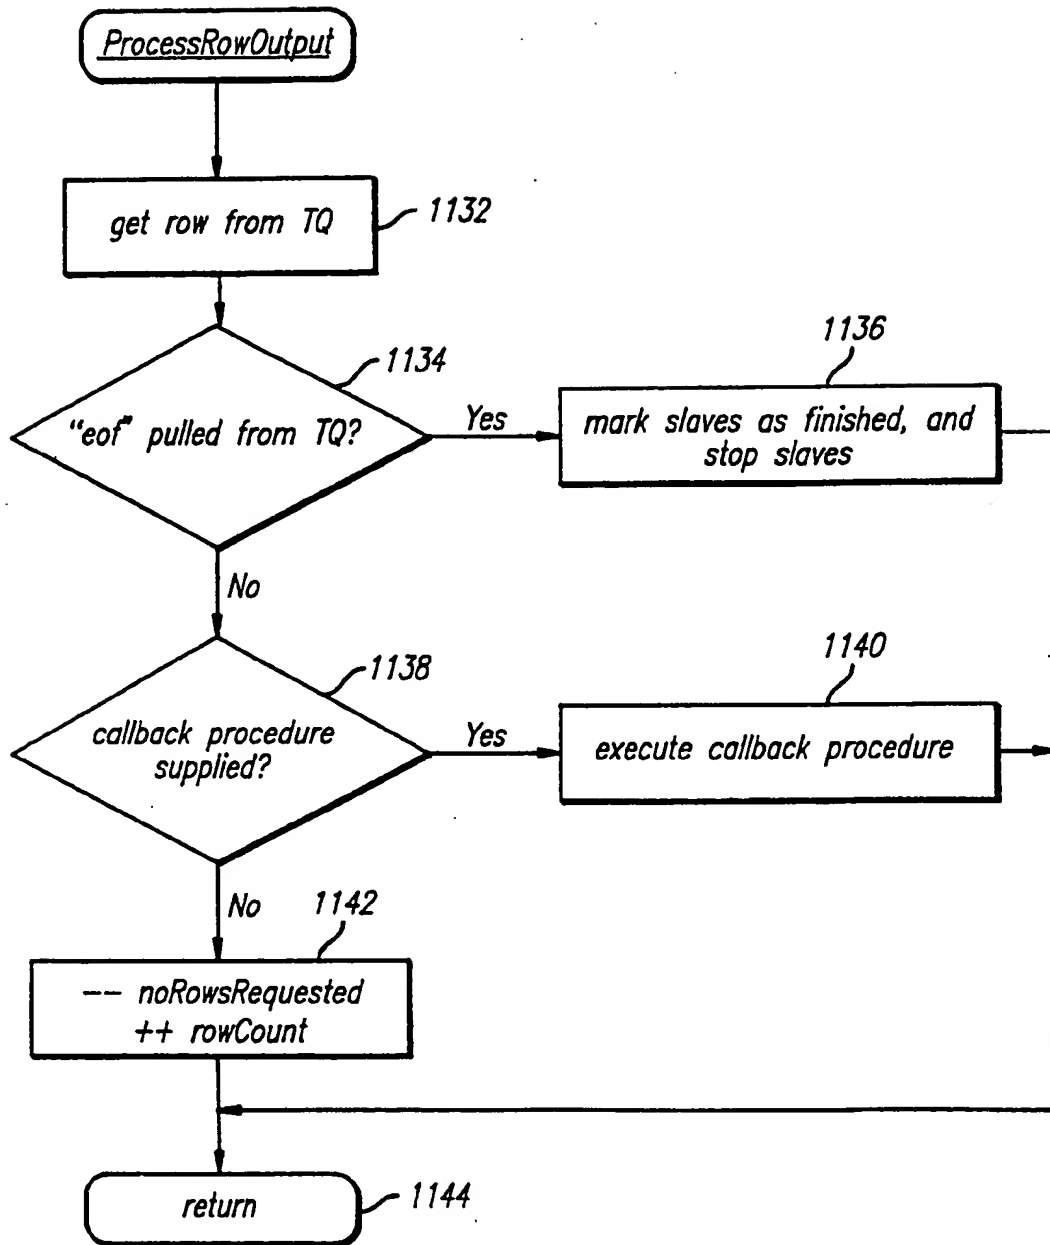 ProcessRowOutput
get row from TQ
1132
"eof" pulled from TQ?
1134
Yes
1136
mark slaves as finished, and
stop slaves
No
callback procedure
supplied?
1138
Yes
1140
execute callback procedure
No
1142
-- noRowsRequested
++ rowCount
return
1144